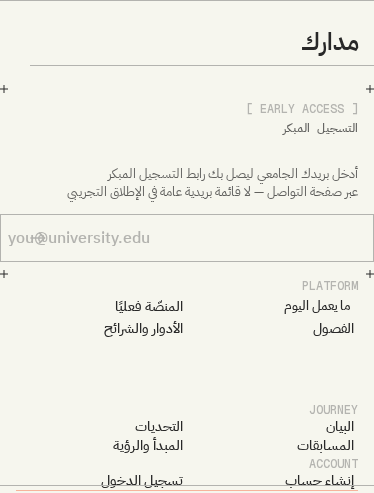 مدارك
[ EARLY ACCESS ]
التسجيل المبكر
أدخل بريدك الجامعي ليصل بك رابط التسجيل المبكر
عبر صفحة التواصل — لا قائمة بريدية عامة في الإطلاق التجريبي
you@university.edu
PLATFORM
ما يعمل اليوم
المنصّة فعليًا
الفصول
الأدوار والشرائح
JOURNEY
البيان
التحديات
المسابقات
المبدأ والرؤية
ACCOUNT
إنشاء حساب
تسجيل الدخول